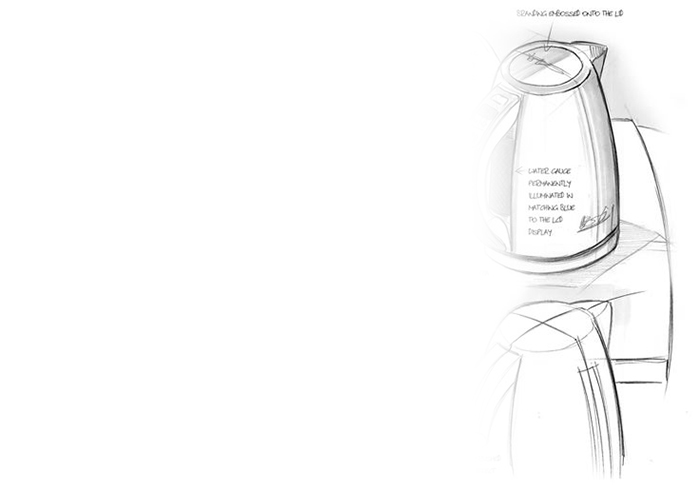 BRANDING EMBOSSED ONTO THE LID
WATER GAUGE
PERMANENTLY
ILLUMINATED IN
MATCHING BLUE
TO THE LCD
DISPLAY